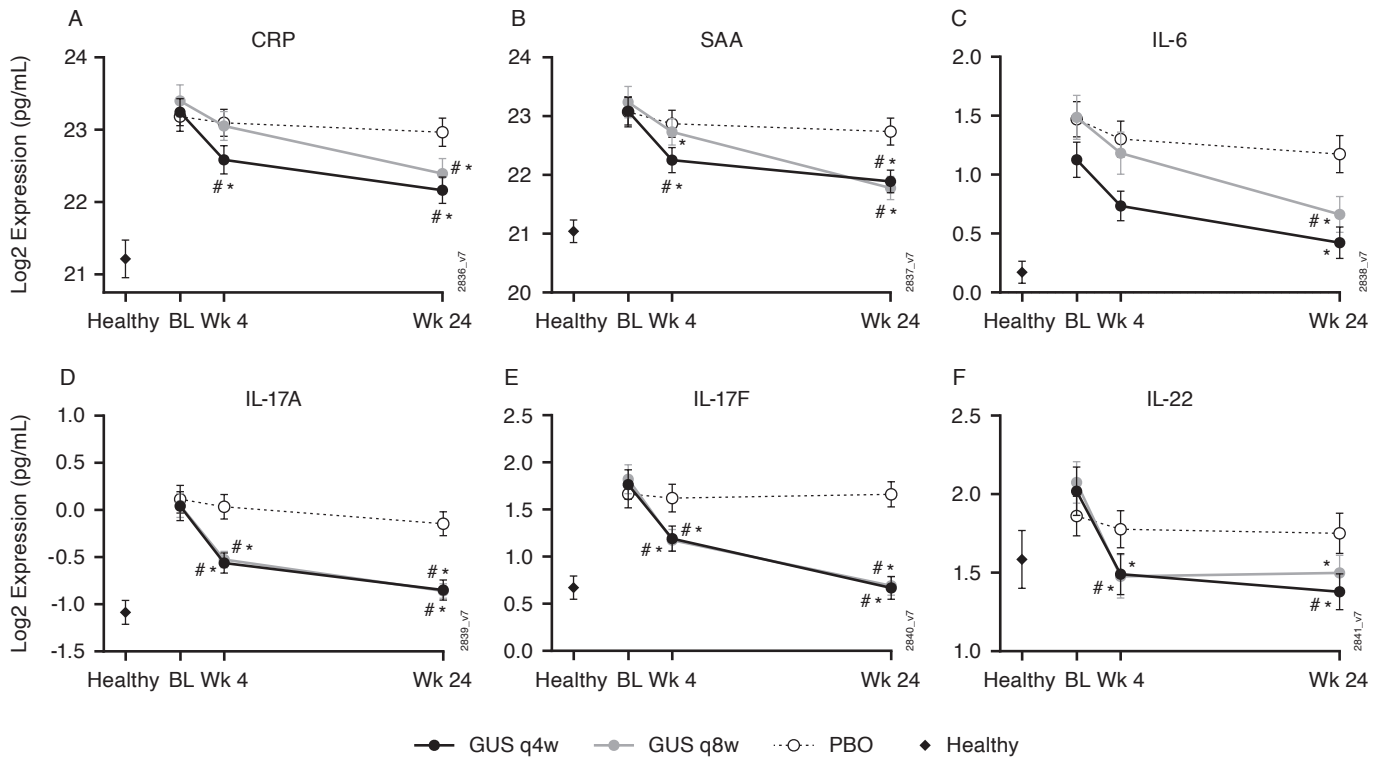 A
CRP
Log2 Expression (pg/mL)
24
23
22
21
# *
# *
# *
2836_v7
Healthy BL Wk 4 Wk 24
B
SAA
24
23
22
21
20
*
# *
# *
# *
2837_v7
Healthy BL Wk 4 Wk 24
C
IL-6
2.0
1.5
1.0
0.5
0.0
# *
*
2838_v7
Healthy BL Wk 4 Wk 24
D
IL-17A
Log2 Expression (pg/mL)
1.0
0.5
0.0
-0.5
-1.0
-1.5
# *
# *
# *
# *
2839_v7
Healthy BL Wk 4 Wk 24
E
IL-17F
2.5
2.0
1.5
1.0
0.5
0.0
# *
# *
# *
# *
2840_v7
Healthy BL Wk 4 Wk 24
F
IL-22
2.5
2.0
1.5
1.0
*
# *
*
# *
2841_v7
Healthy BL Wk 4 Wk 24
GUS q4w GUS q8w PBO Healthy